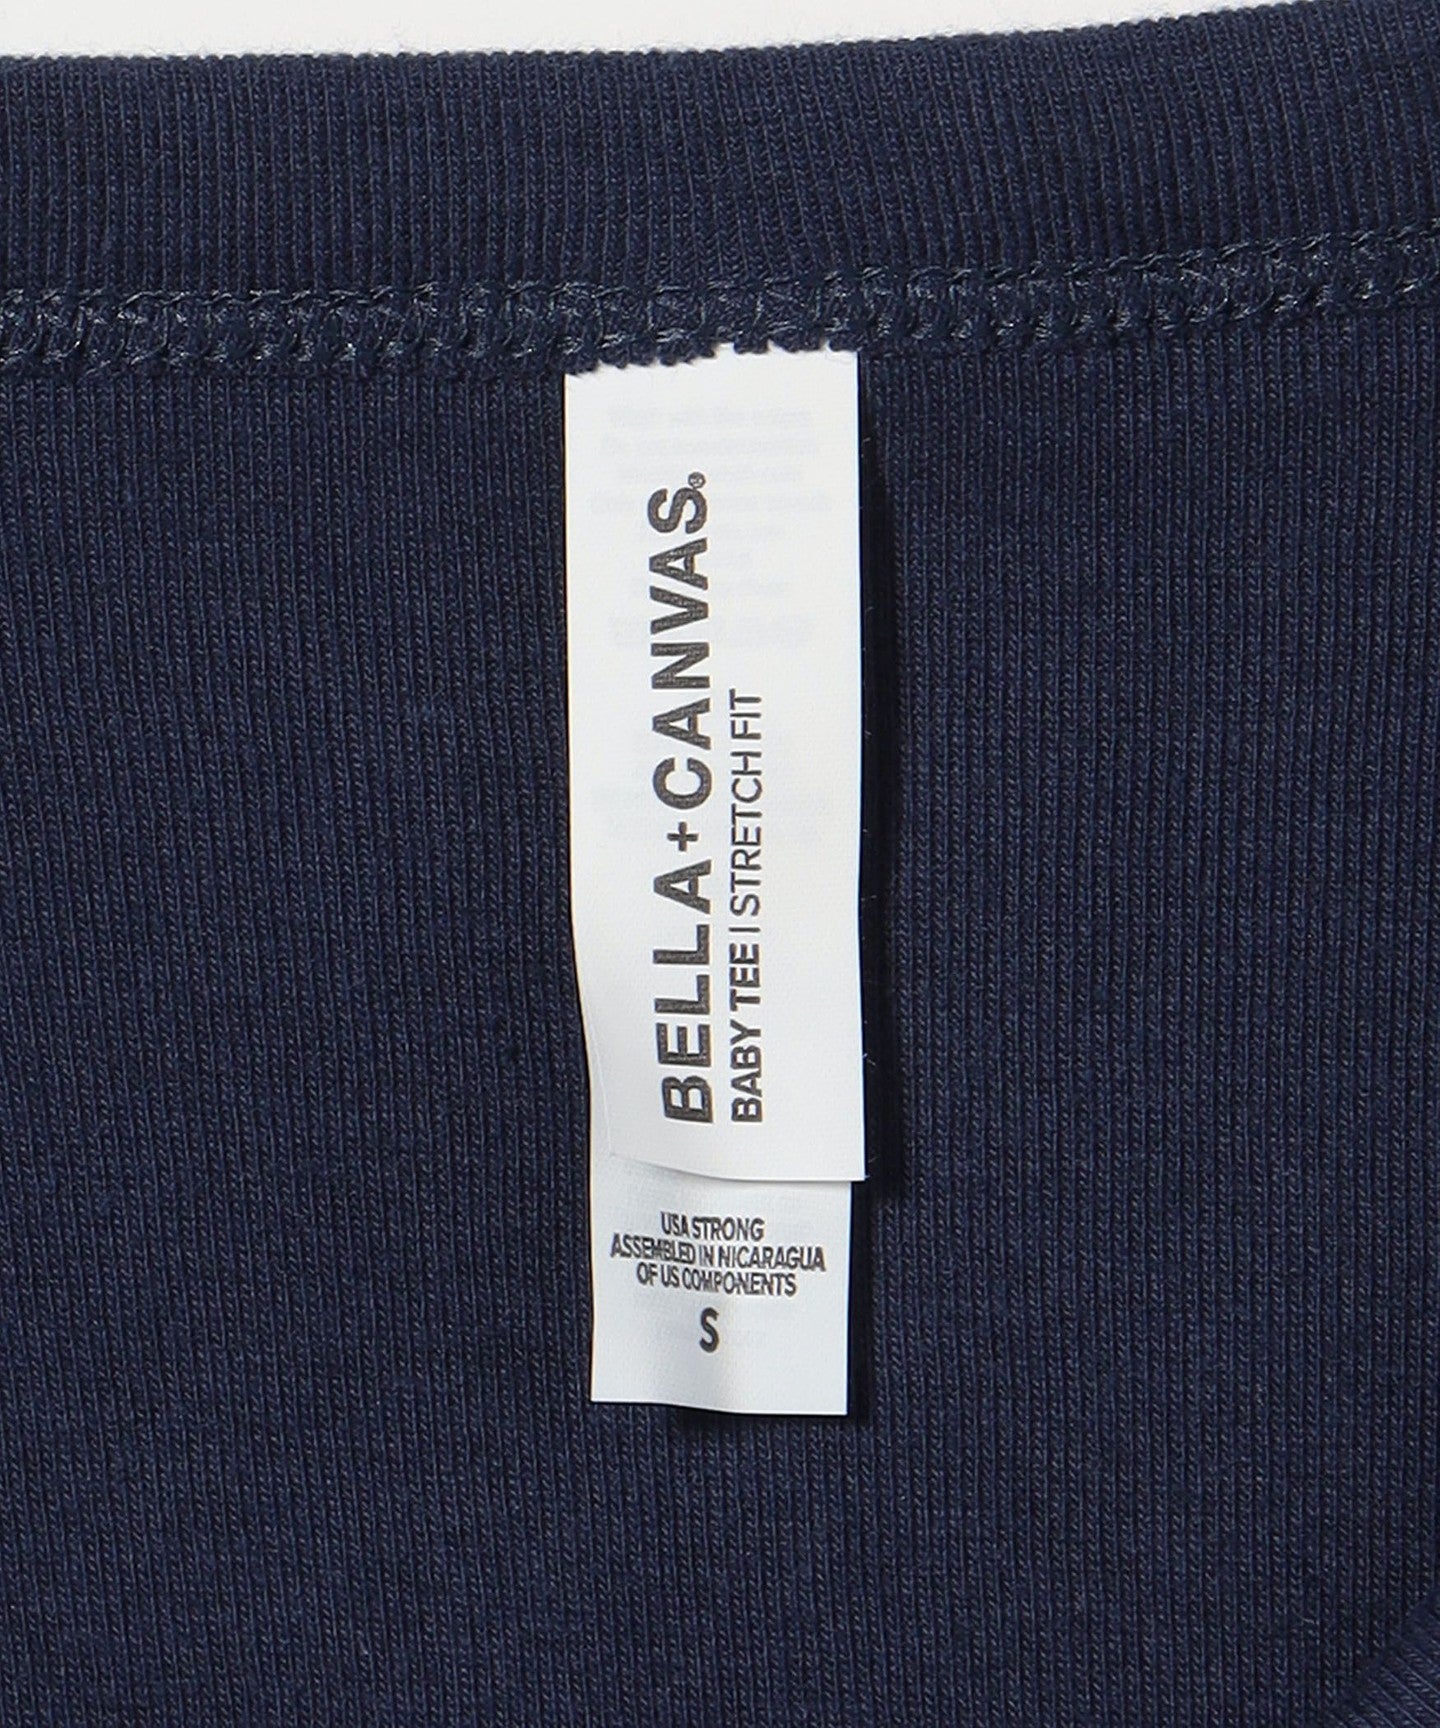 BELLA+CANVAS®
BABY TEE | STRETCH FIT
USA STRONG
ASSEMBLED IN NICARAGUA
OF US COMPONENTS
S